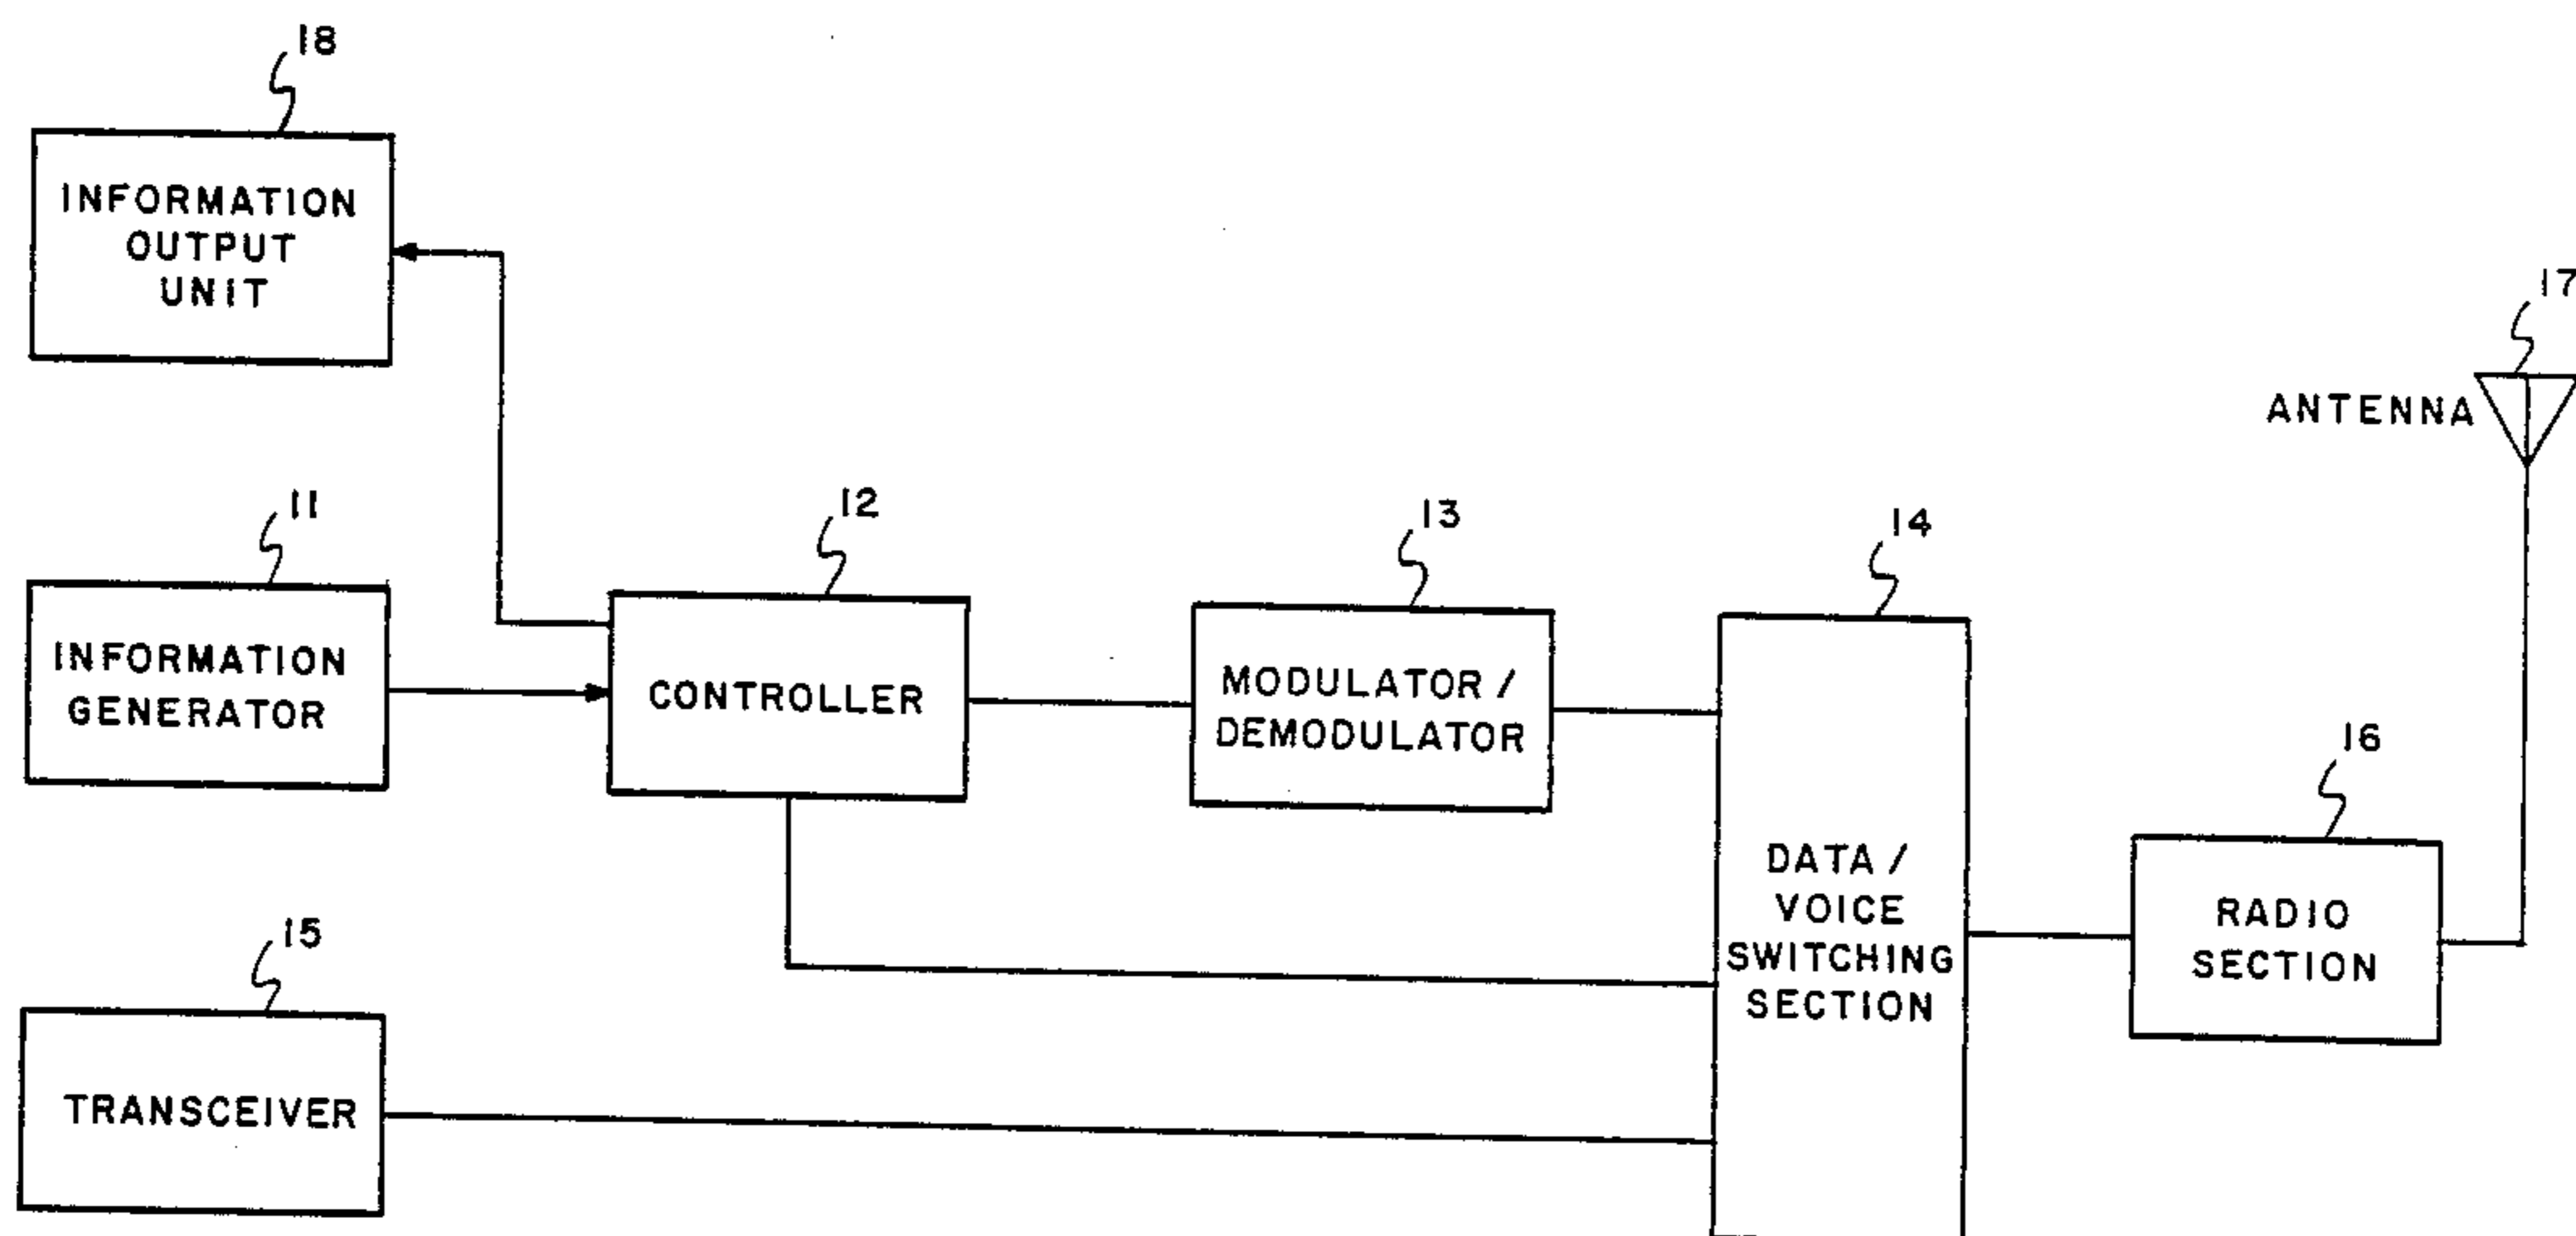 18
INFORMATION
OUTPUT
UNIT
17
ANTENNA
11
12
13
14
INFORMATION
GENERATOR
CONTROLLER
MODULATOR /
DEMODULATOR
16
DATA /
VOICE
SWITCHING
SECTION
RADIO
SECTION
15
TRANSCEIVER